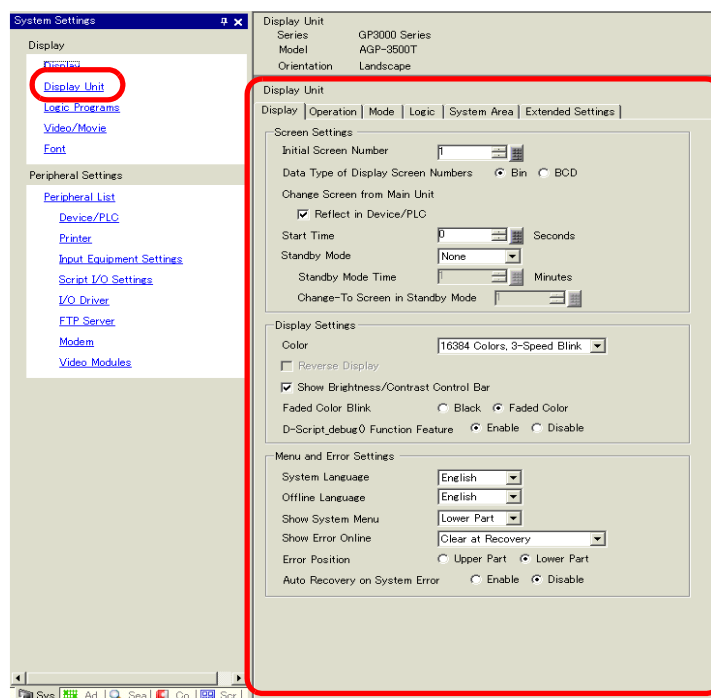 System Settings
Display
Display
Display Unit
Logic Programs
Video/Movie
Font
Peripheral Settings
Peripheral List
Device/PLC
Printer
Input Equipment Settings
Script I/O Settings
I/O Driver
FTP Server
Modem
Video Modules
Sys Ad Sea Co Scr
Display Unit
Series GP3000 Series
Model AGP-3500T
Orientation Landscape
Display Unit
Display Operation Mode Logic System Area Extended Settings
Screen Settings
Initial Screen Number 1
Data Type of Display Screen Numbers Bin BCD
Change Screen from Main Unit
Reflect in Device/PLC
Start Time 0 Seconds
Standby Mode None
Standby Mode Time 1 Minutes
Change-To Screen in Standby Mode 1
Display Settings
Color 16384 Colors, 3-Speed Blink
Reverse Display
Show Brightness/Contrast Control Bar
Faded Color Blink Black Faded Color
D-Script_debug() Function Feature Enable Disable
Menu and Error Settings
System Language English
Offline Language English
Show System Menu Lower Part
Show Error Online Clear at Recovery
Error Position Upper Part Lower Part
Auto Recovery on System Error Enable Disable